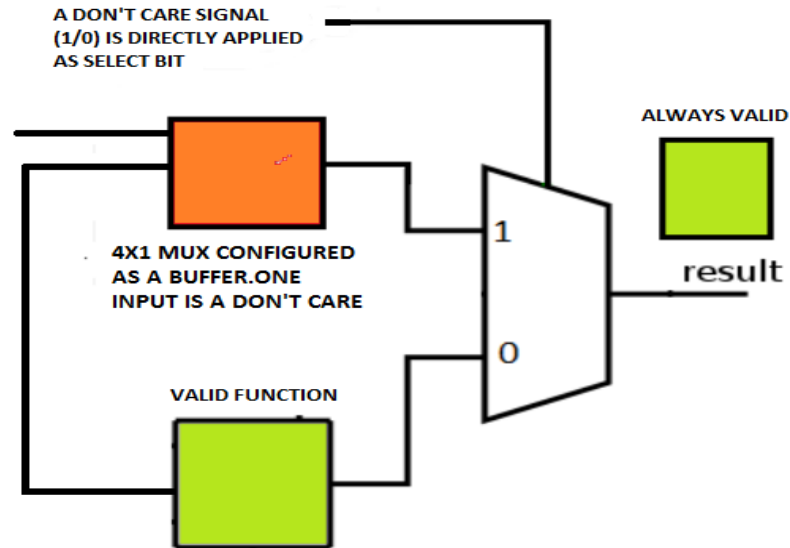 A DON'T CARE SIGNAL
(1/0) IS DIRECTLY APPLIED
AS SELECT BIT
ALWAYS VALID
4X1 MUX CONFIGURED
AS A BUFFER.ONE
INPUT IS A DON'T CARE
1
result
0
VALID FUNCTION